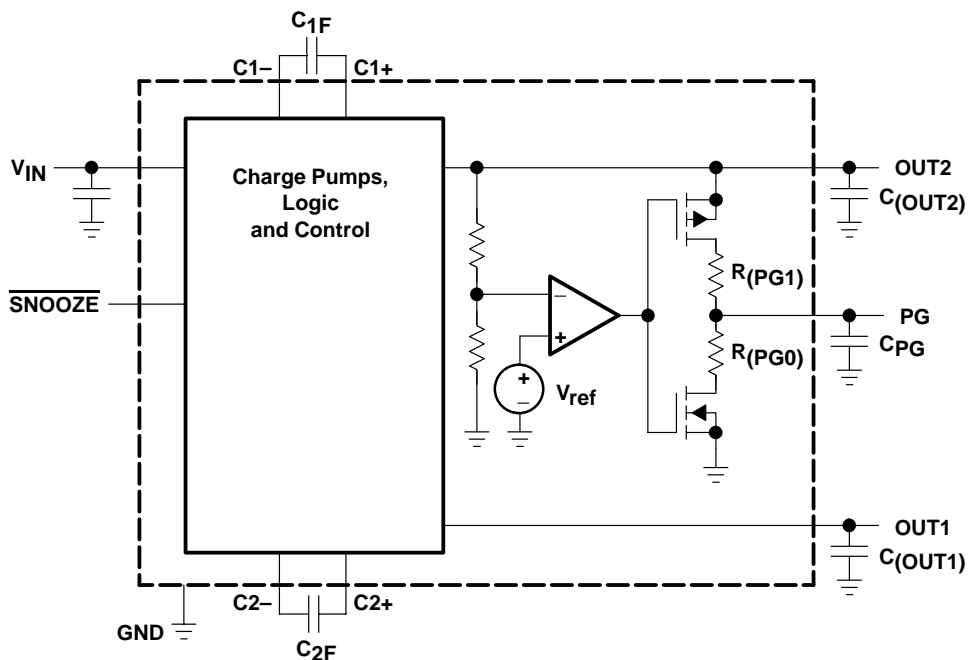 C1F
C1− C1+
VIN
Charge Pumps,
Logic
and Control
OUT2
C(OUT2)
R(PG1)
SNOOZE
−
+
PG
CPG
R(PG0)
+
−
Vref
OUT1
C(OUT1)
C2− C2+
GND
C2F